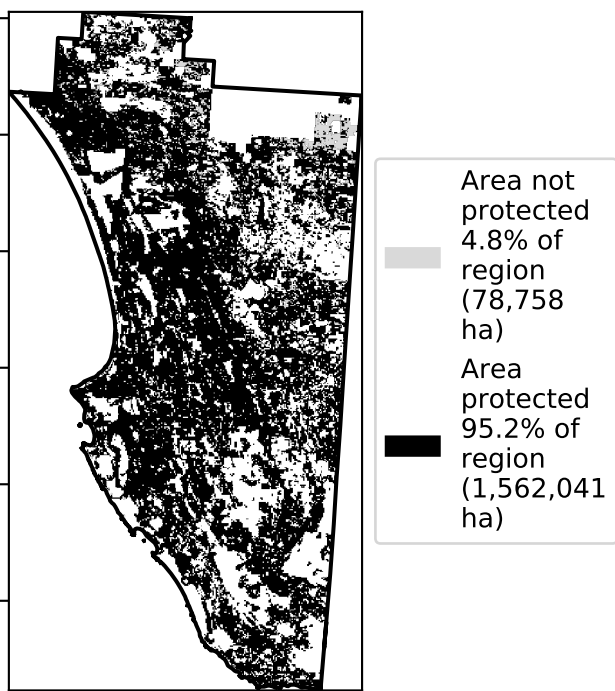 Area not
protected
4.8% of
region
(78,758
ha)
Area
protected
95.2% of
region
(1,562,041
ha)